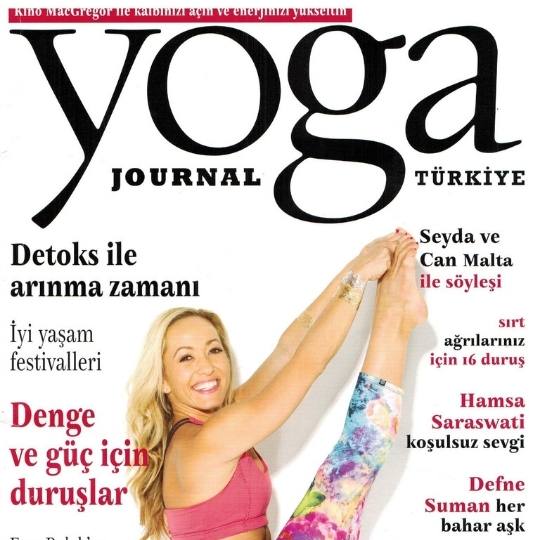 Kino MacGregor ile kalbinizi açın ve enerjinizi yükseltin
yoga
JOURNAL TÜRKİYE
Detoks ile
arınma zamanı
İyi yaşam
festivalleri
Denge
ve güç için
duruşlar
Seyda ve
Can Malta
ile söyleşi
sırt
ağrılarınız
için 16 duruş
Hamsa
Saraswati
koşulsuz sevgi
Defne
Suman her
bahar aşk